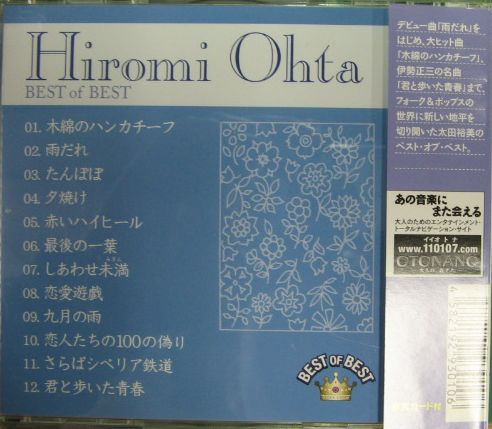 Hiromi Ohta
BEST of BEST
01. 木綿のハンカチーフ
02. 雨だれ
03. たんぽぽ
04. 夕焼け
05. 赤いハイヒール
06. 最後の一葉
07. しあわせ未満
みまん
08. 恋愛遊戯
09. 九月の雨
10. 恋人たちの100の偽り
11. さらばシベリア鉄道
12. 君と歩いた青春
BEST OF BEST
デビュー曲「雨だれ」を
はじめ、大ヒット曲
「木綿のハンカチーフ」、
伊勢正三の名曲
「君と歩いた青春」まで、
フォーク&ポップスの
世界に新しい地平を
切り開いた太田裕美の
ベスト・オブ・ベスト。
あの音楽に
また会える
大人のためのエンタテインメント・
トータルナビゲーション・サイト
イイオトナ
www.110107.com
OTONANO
4 582192 930106